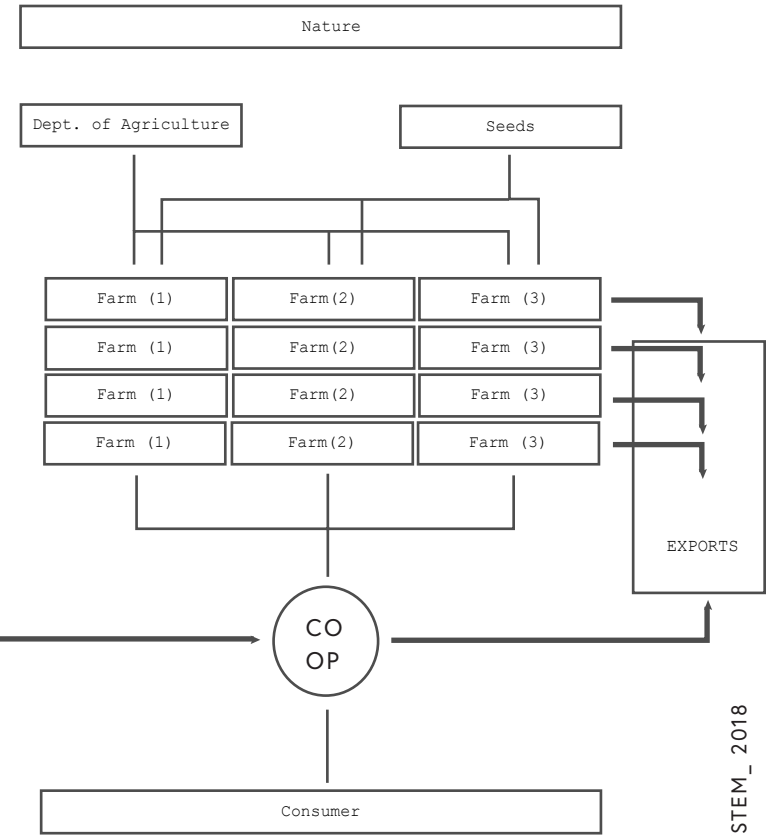 Nature
Dept. of Agriculture
Seeds
Farm (1)
Farm(2)
Farm (3)
Farm (1)
Farm(2)
Farm (3)
Farm (1)
Farm(2)
Farm (3)
Farm (1)
Farm(2)
Farm (3)
EXPORTS
CO
OP
Consumer
STEM_ 2018